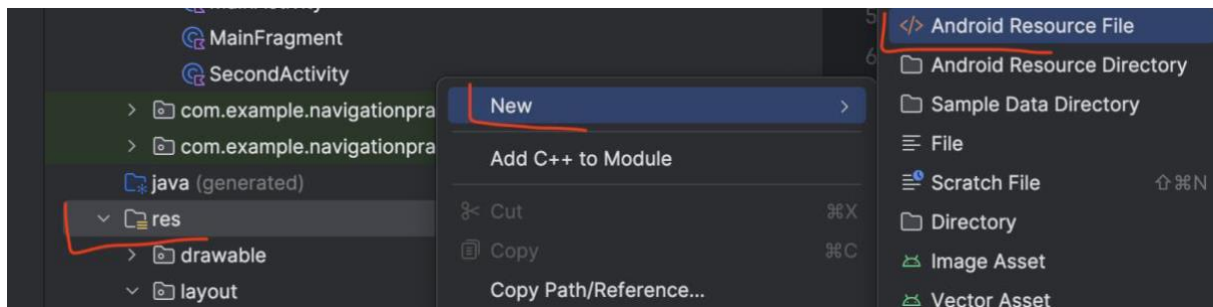 MainFragment
SecondActivity
com.example.navigationpra
com.example.navigationpra
java (generated)
res
drawable
layout
New
Add C++ to Module
Cut ⌘X
Copy ⌘C
Copy Path/Reference...
5
6
Android Resource File
Android Resource Directory
Sample Data Directory
File
Scratch File ⇧⌘N
Directory
Image Asset
Vector Asset